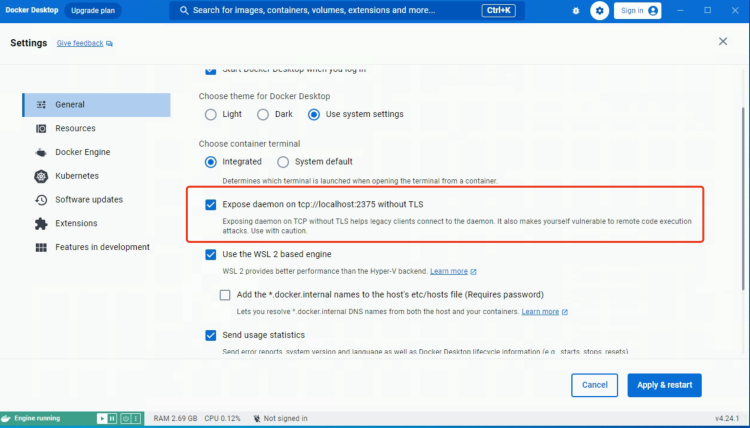 Docker Desktop Upgrade plan Search for images, containers, volumes, extensions and more... Ctrl+K Sign in
Settings Give feedback
Start Docker Desktop when you log in
Choose theme for Docker Desktop
General
Light Dark Use system settings
Resources
Choose container terminal
Docker Engine
Integrated System default
Kubernetes
Determines which terminal is launched when opening the terminal from a container.
Software updates
Expose daemon on tcp://localhost:2375 without TLS
Extensions
Exposing daemon on TCP without TLS helps legacy clients connect to the daemon. It also makes yourself vulnerable to remote code execution
attacks. Use with caution.
Features in development
Use the WSL 2 based engine
WSL 2 provides better performance than the Hyper-V backend. Learn more
Add the *.docker.internal names to the host's etc/hosts file (Requires password)
Lets you resolve *.docker.internal DNS names from both the host and your containers. Learn more
Send usage statistics
Send error reports, system version and language as well as Docker Desktop lifecycle information (e.g., starts, stops, resets)
Cancel Apply & restart
Engine running RAM 2.69 GB CPU 0.12% Not signed in v4.24.1